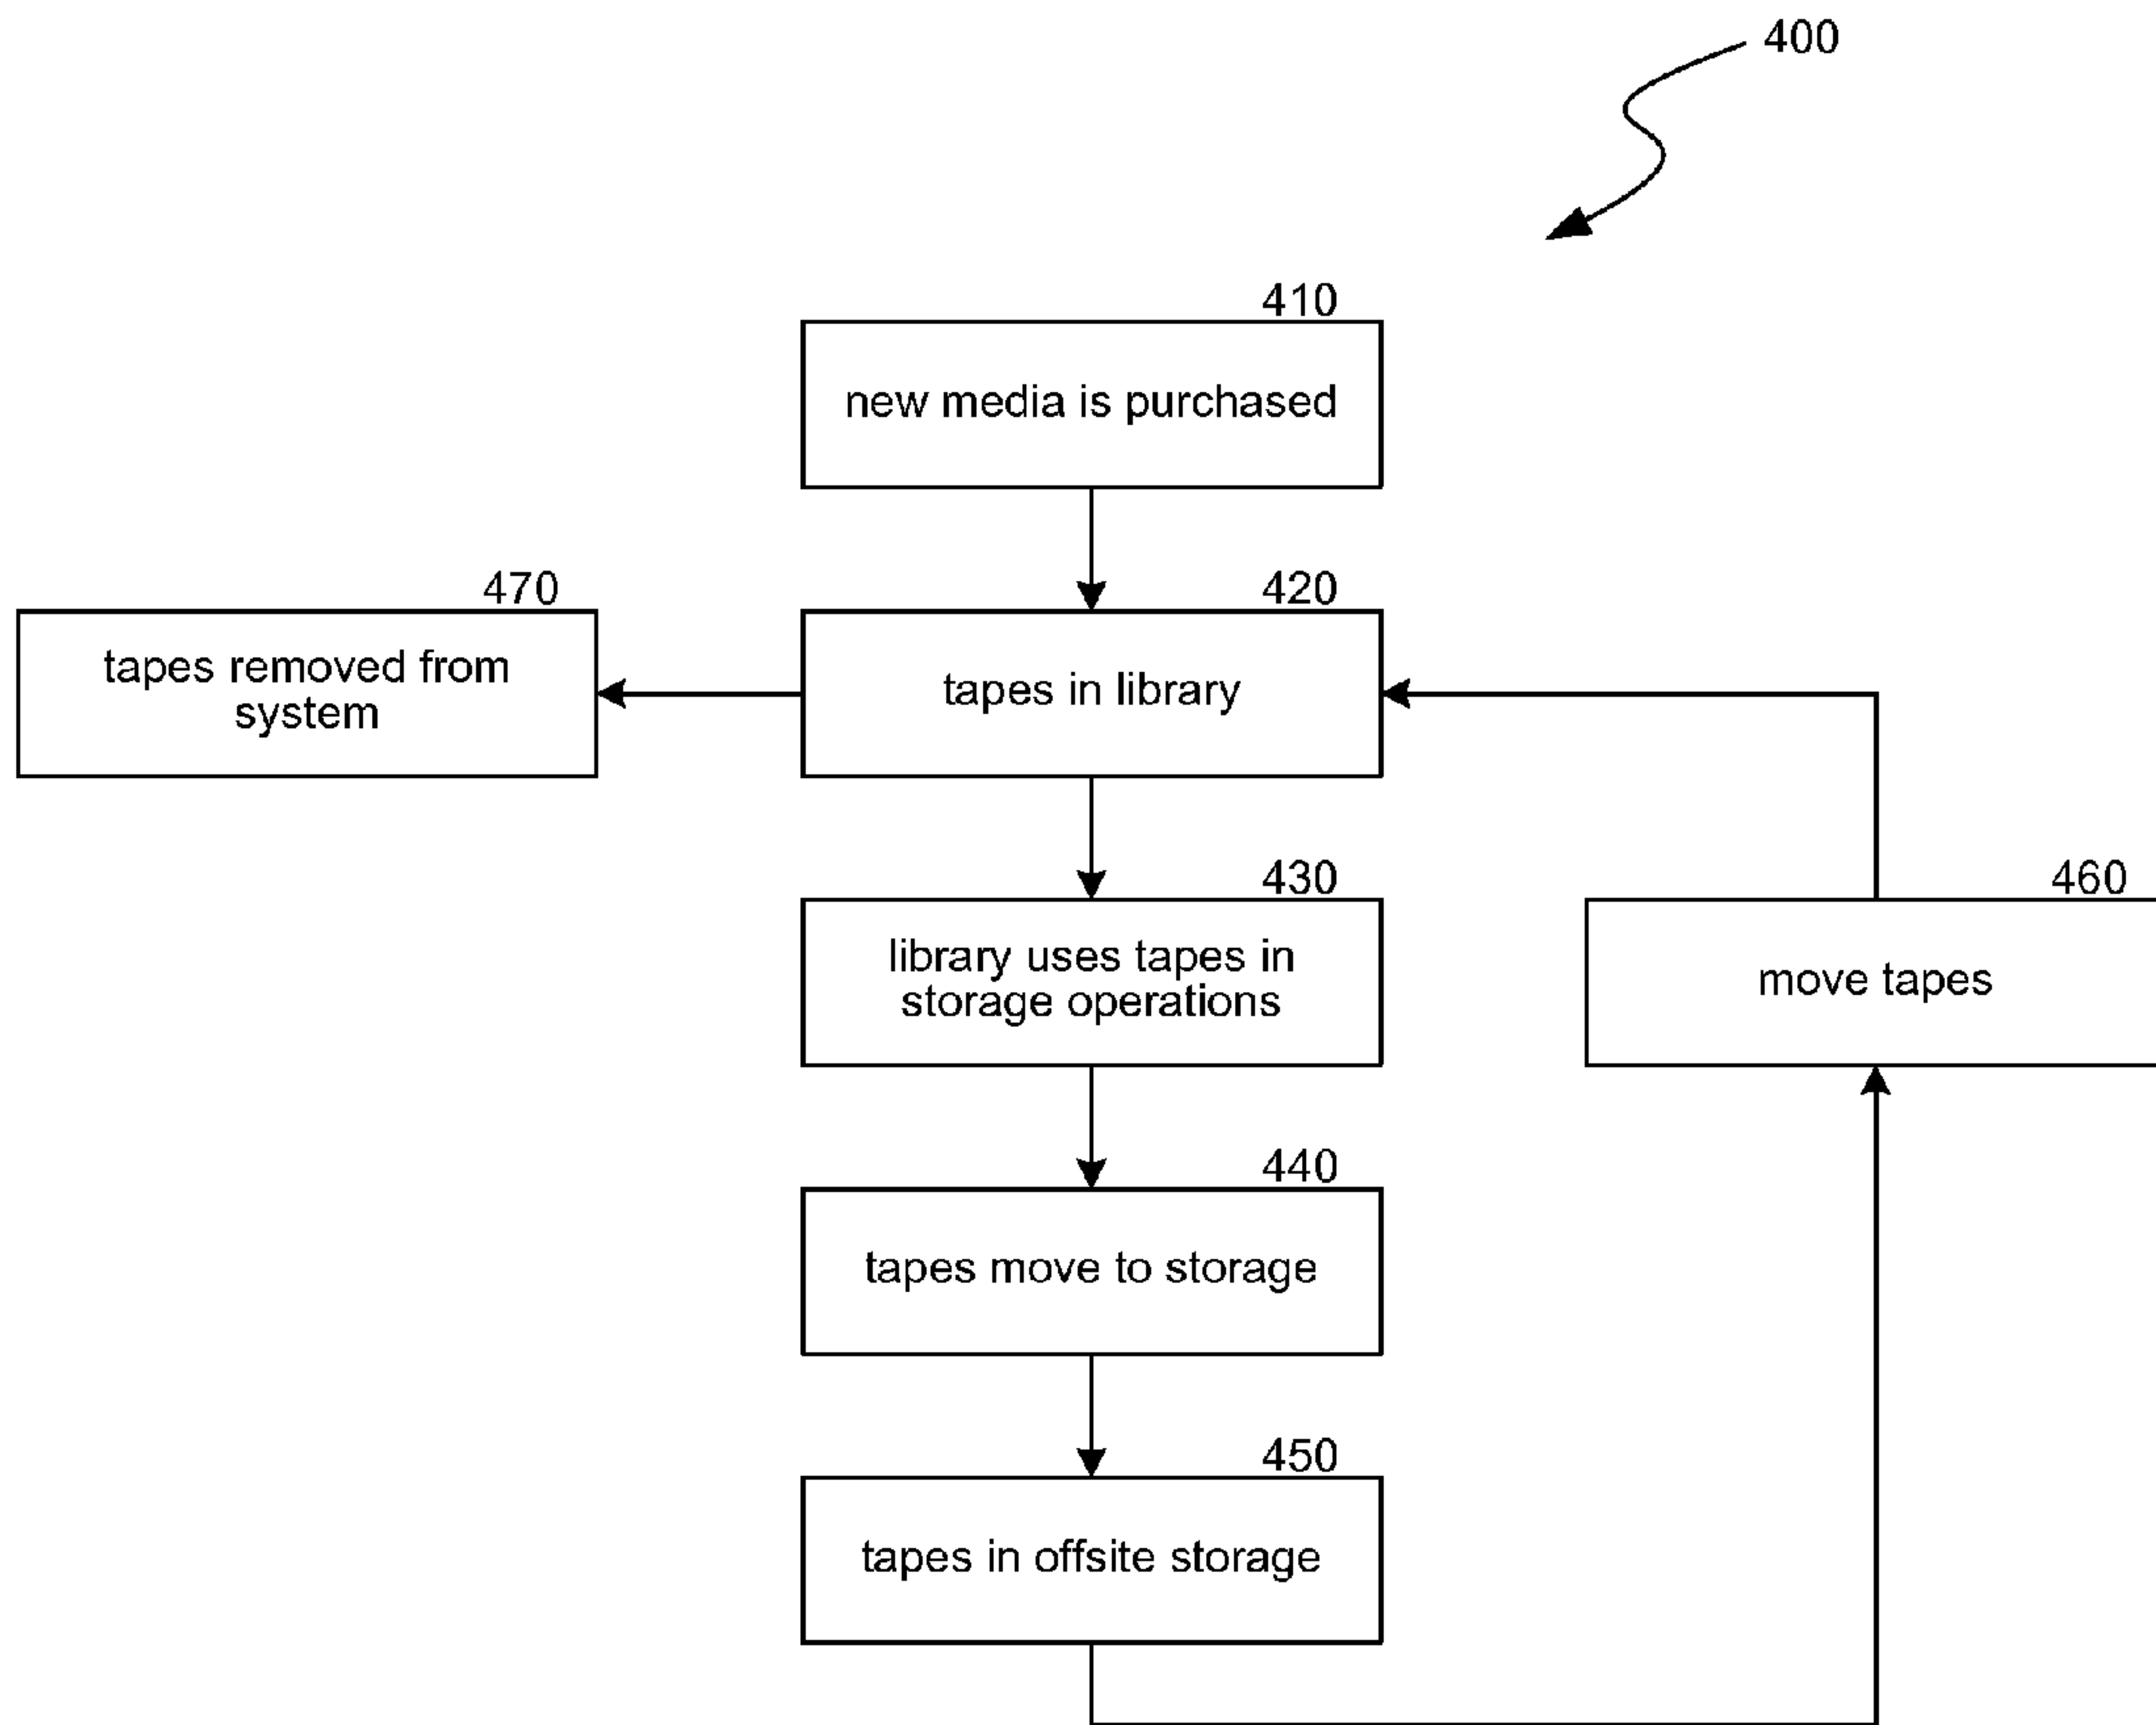 400
410
new media is purchased
470
420
tapes removed from
system
tapes in library
430
460
library uses tapes in
storage operations
move tapes
440
tapes move to storage
450
tapes in offsite storage